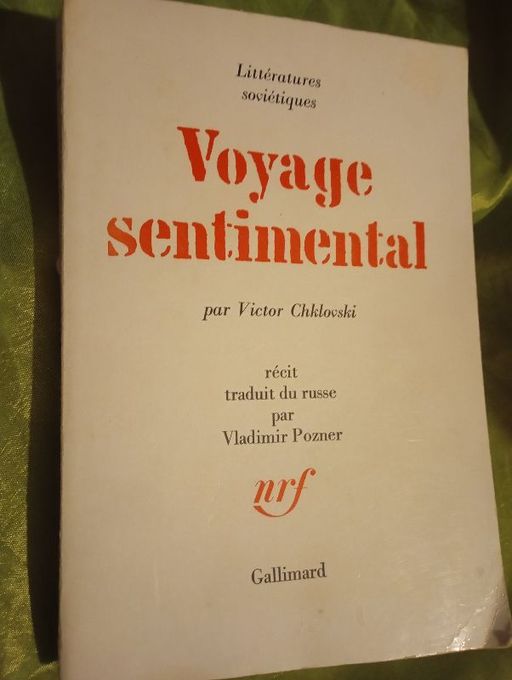 Littératures
soviétiques
Voyage
sentimental
par Victor Chklovski
récit
traduit du russe
par
Vladimir Pozner
nrf
Gallimard